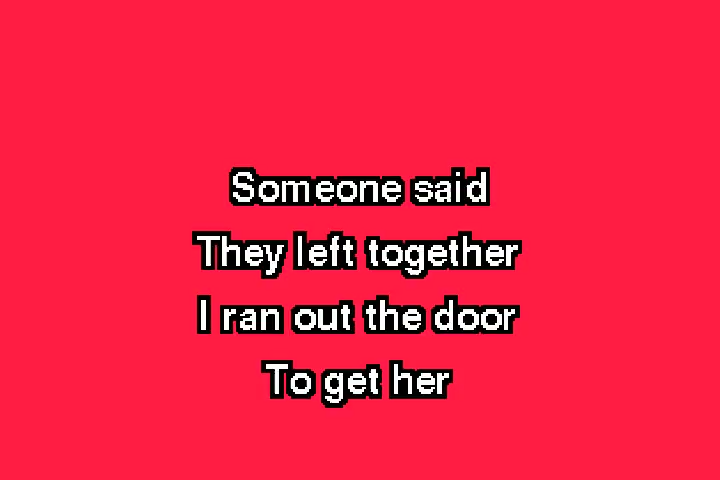 Someone said
They left together
I ran out the door
To get her